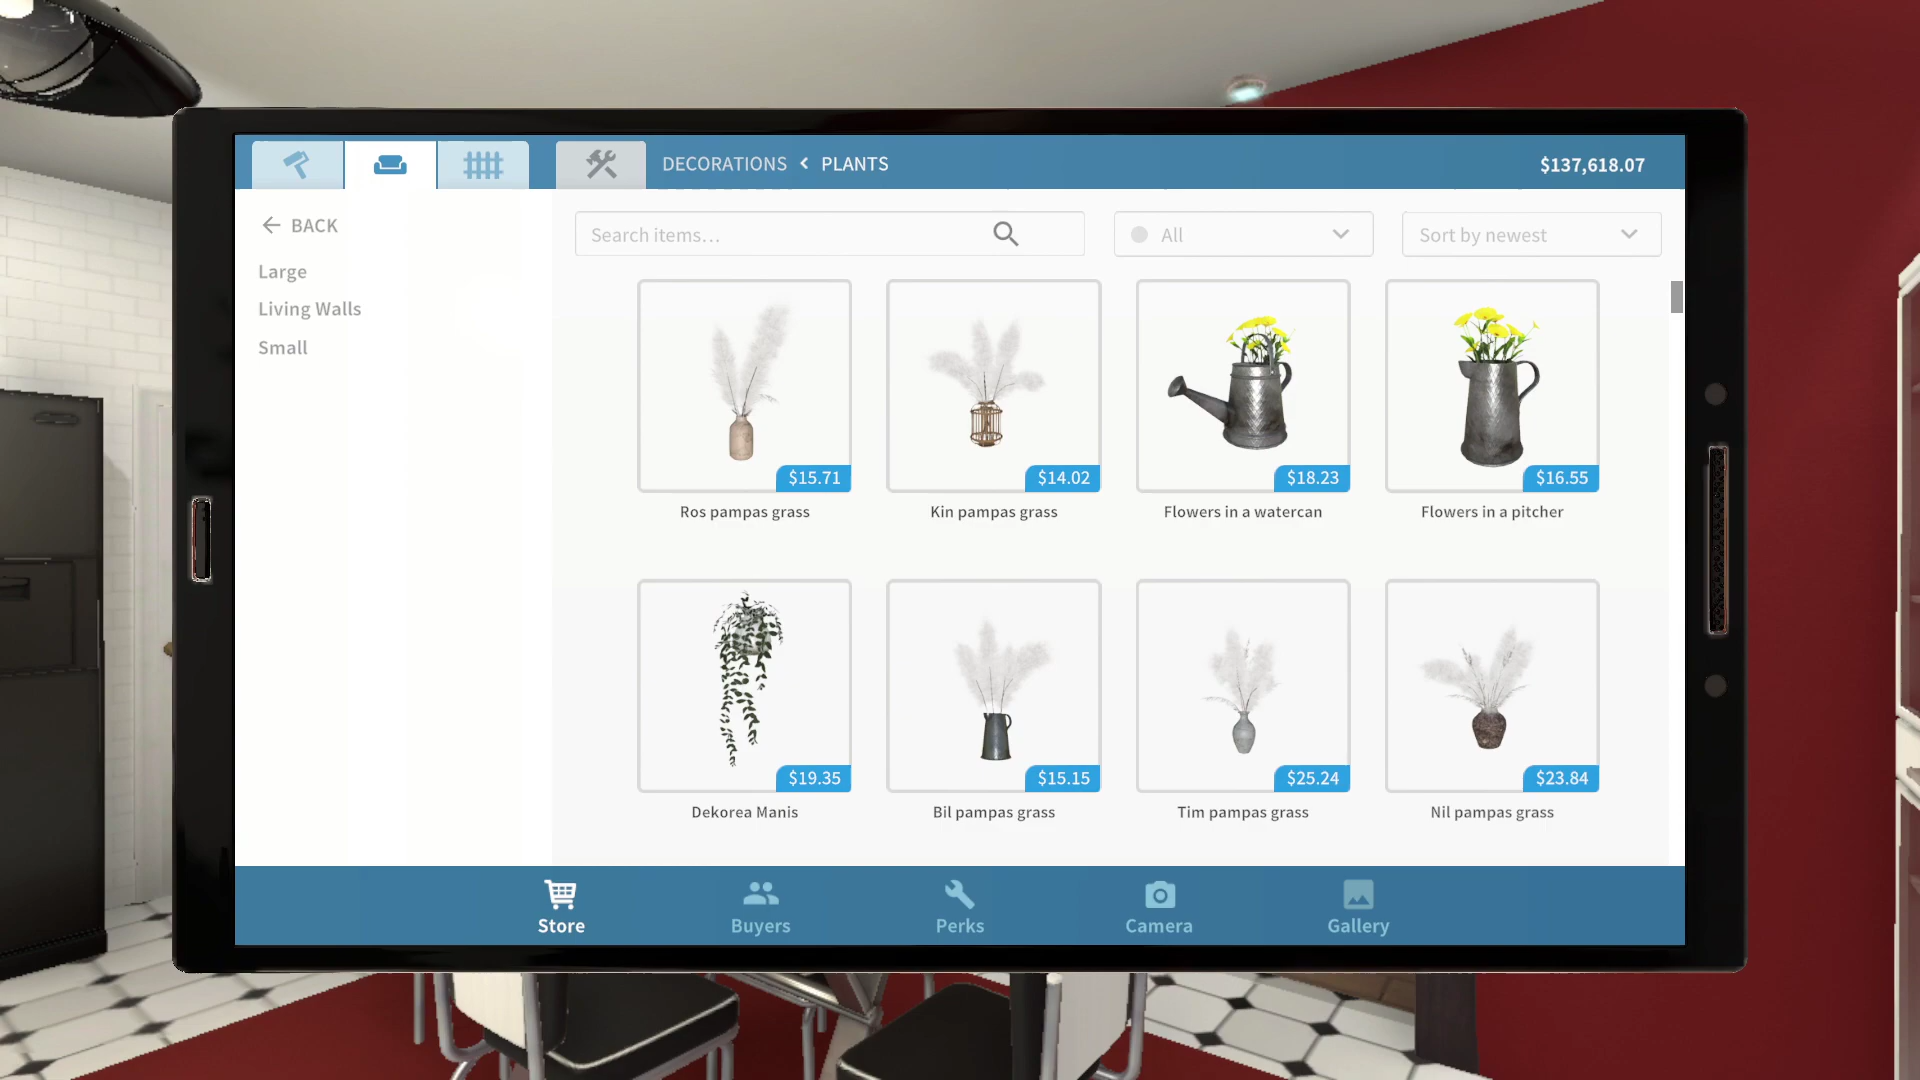 DECORATIONS < PLANTS
$137,618.07
BACK
Large
Living Walls
Small
Search items...
All
Sort by newest
$15.71
$14.02
$18.23
$16.55
Ros pampas grass
Kin pampas grass
Flowers in a watercan
Flowers in a pitcher
$19.35
$15.15
$25.24
$23.84
Dekorea Manis
Bil pampas grass
Tim pampas grass
Nil pampas grass
Store
Buyers
Perks
Camera
Gallery